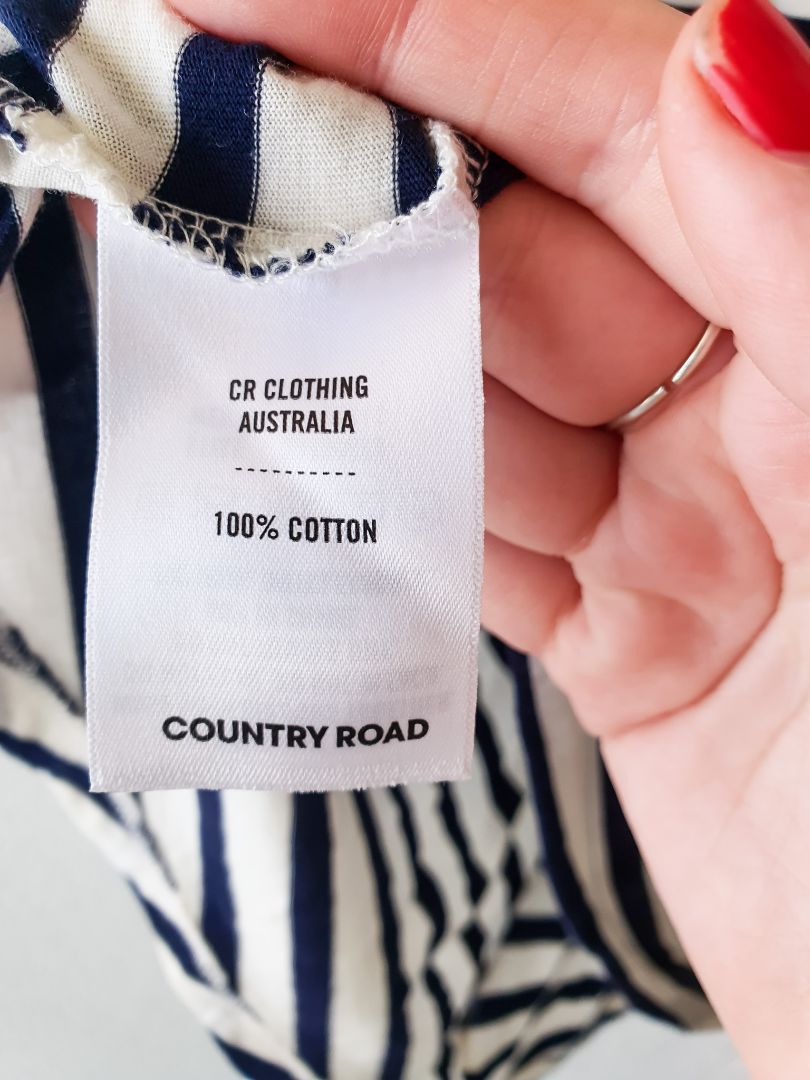 CR CLOTHING
AUSTRALIA
----------
100% COTTON
COUNTRY ROAD